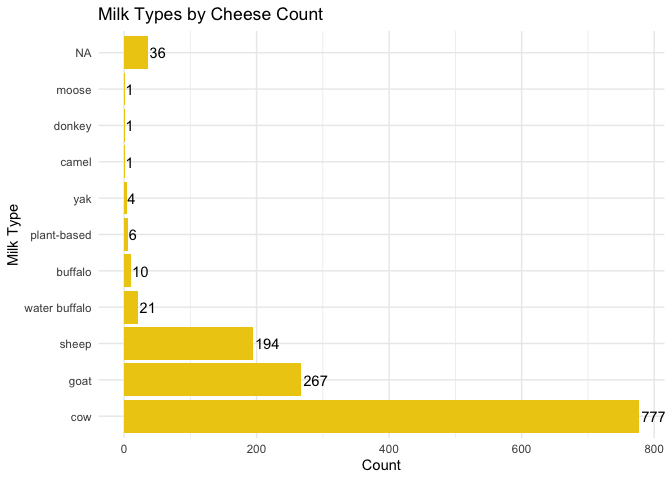 Milk Types by Cheese Count
Milk Type
NA 36
moose 1
donkey 1
camel 1
yak 4
plant-based 6
buffalo 10
water buffalo 21
sheep 194
goat 267
cow 777
0 200 400 600 800
Count